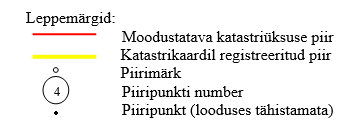 Leppemärgid:
Moodustatava katastriüksuse piir
Katastrikaardil registreeritud piir
Piirimärk
4 Piiripunkti number
Piiripunkt (looduses tähistamata)